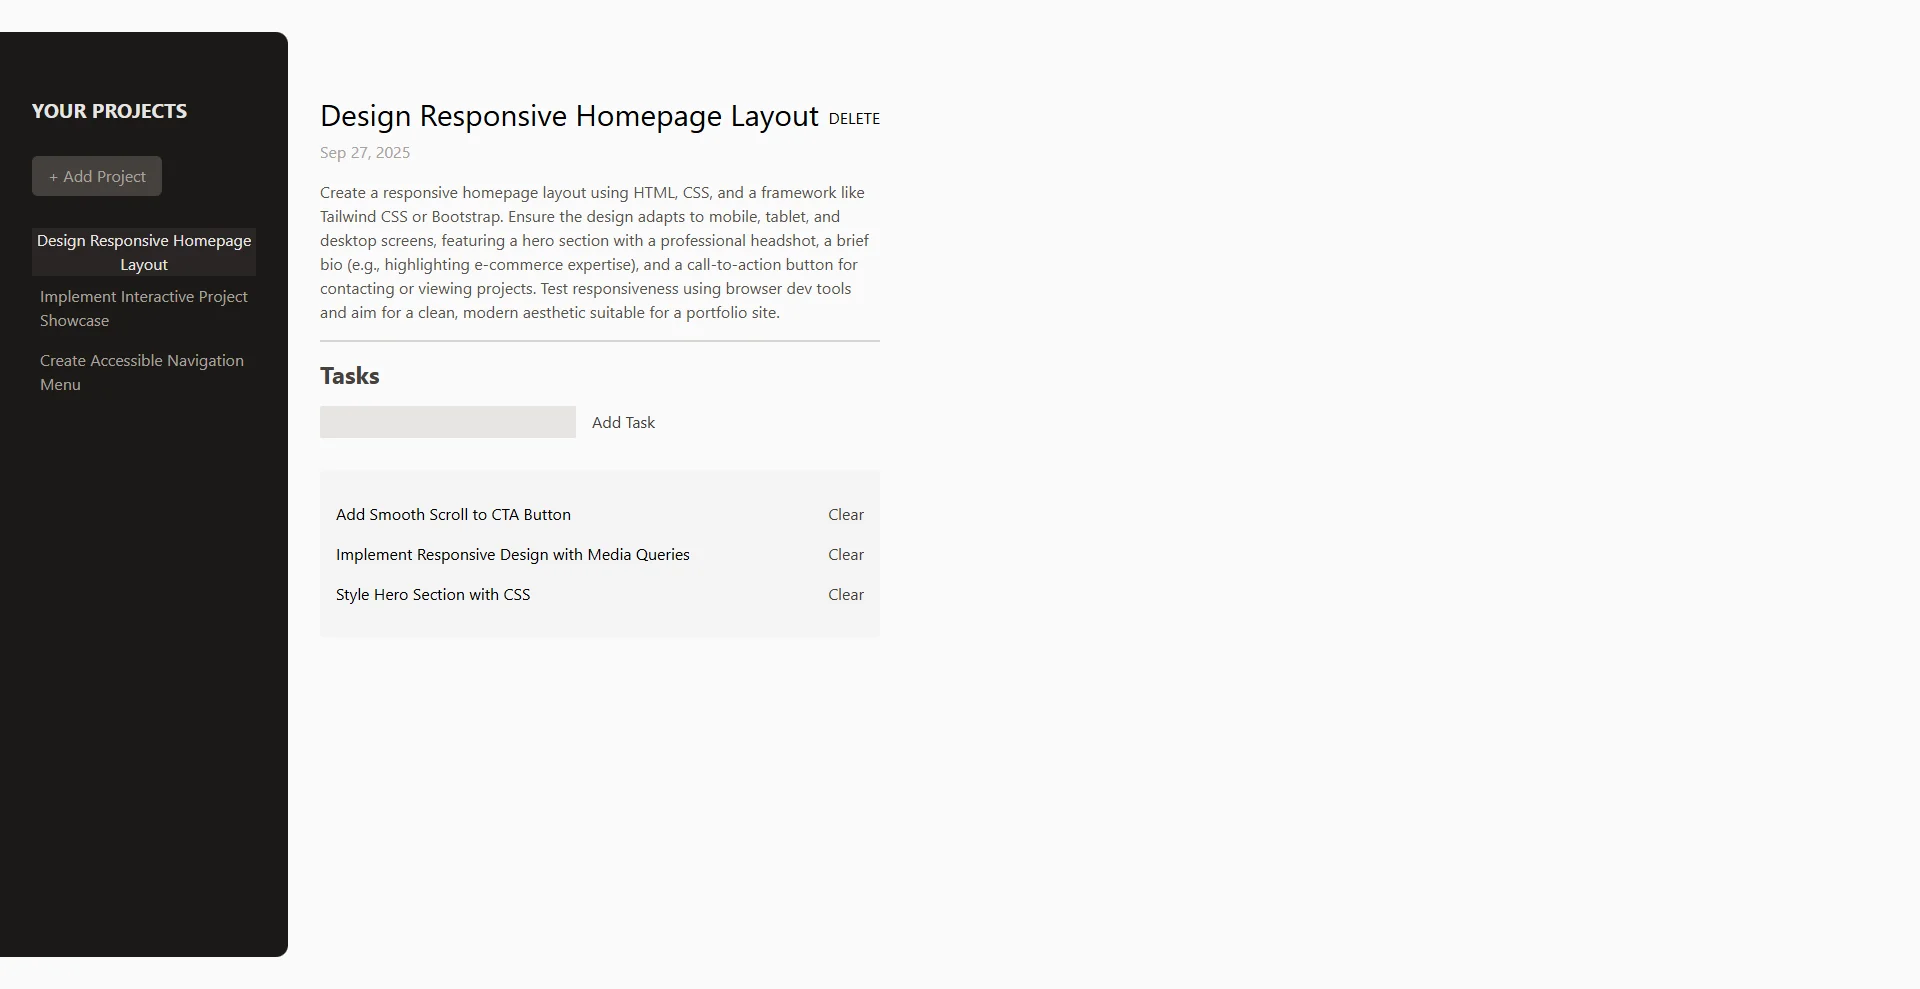 YOUR PROJECTS
+ Add Project
Design Responsive Homepage
Layout
Implement Interactive Project
Showcase
Create Accessible Navigation
Menu
Design Responsive Homepage Layout
DELETE
Sep 27, 2025
Create a responsive homepage layout using HTML, CSS, and a framework like
Tailwind CSS or Bootstrap. Ensure the design adapts to mobile, tablet, and
desktop screens, featuring a hero section with a professional headshot, a brief
bio (e.g., highlighting e-commerce expertise), and a call-to-action button for
contacting or viewing projects. Test responsiveness using browser dev tools
and aim for a clean, modern aesthetic suitable for a portfolio site.
Tasks
Add Task
Add Smooth Scroll to CTA Button
Clear
Implement Responsive Design with Media Queries
Clear
Style Hero Section with CSS
Clear